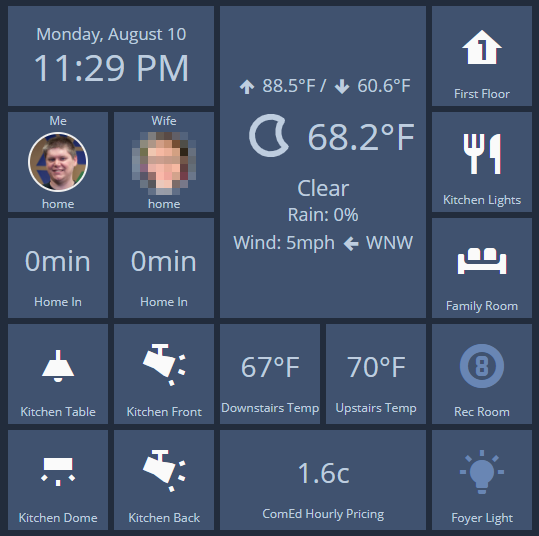 Monday, August 10
11:29 PM
Me
home
Wife
home
0min
Home In
0min
Home In
88.5°F / 60.6°F
68.2°F
Clear
Rain: 0%
Wind: 5mph WNW
1
First Floor
Kitchen Lights
Family Room
Kitchen Table
Kitchen Front
67°F
Downstairs Temp
70°F
Upstairs Temp
8
Rec Room
Kitchen Dome
Kitchen Back
1.6c
ComEd Hourly Pricing
Foyer Light